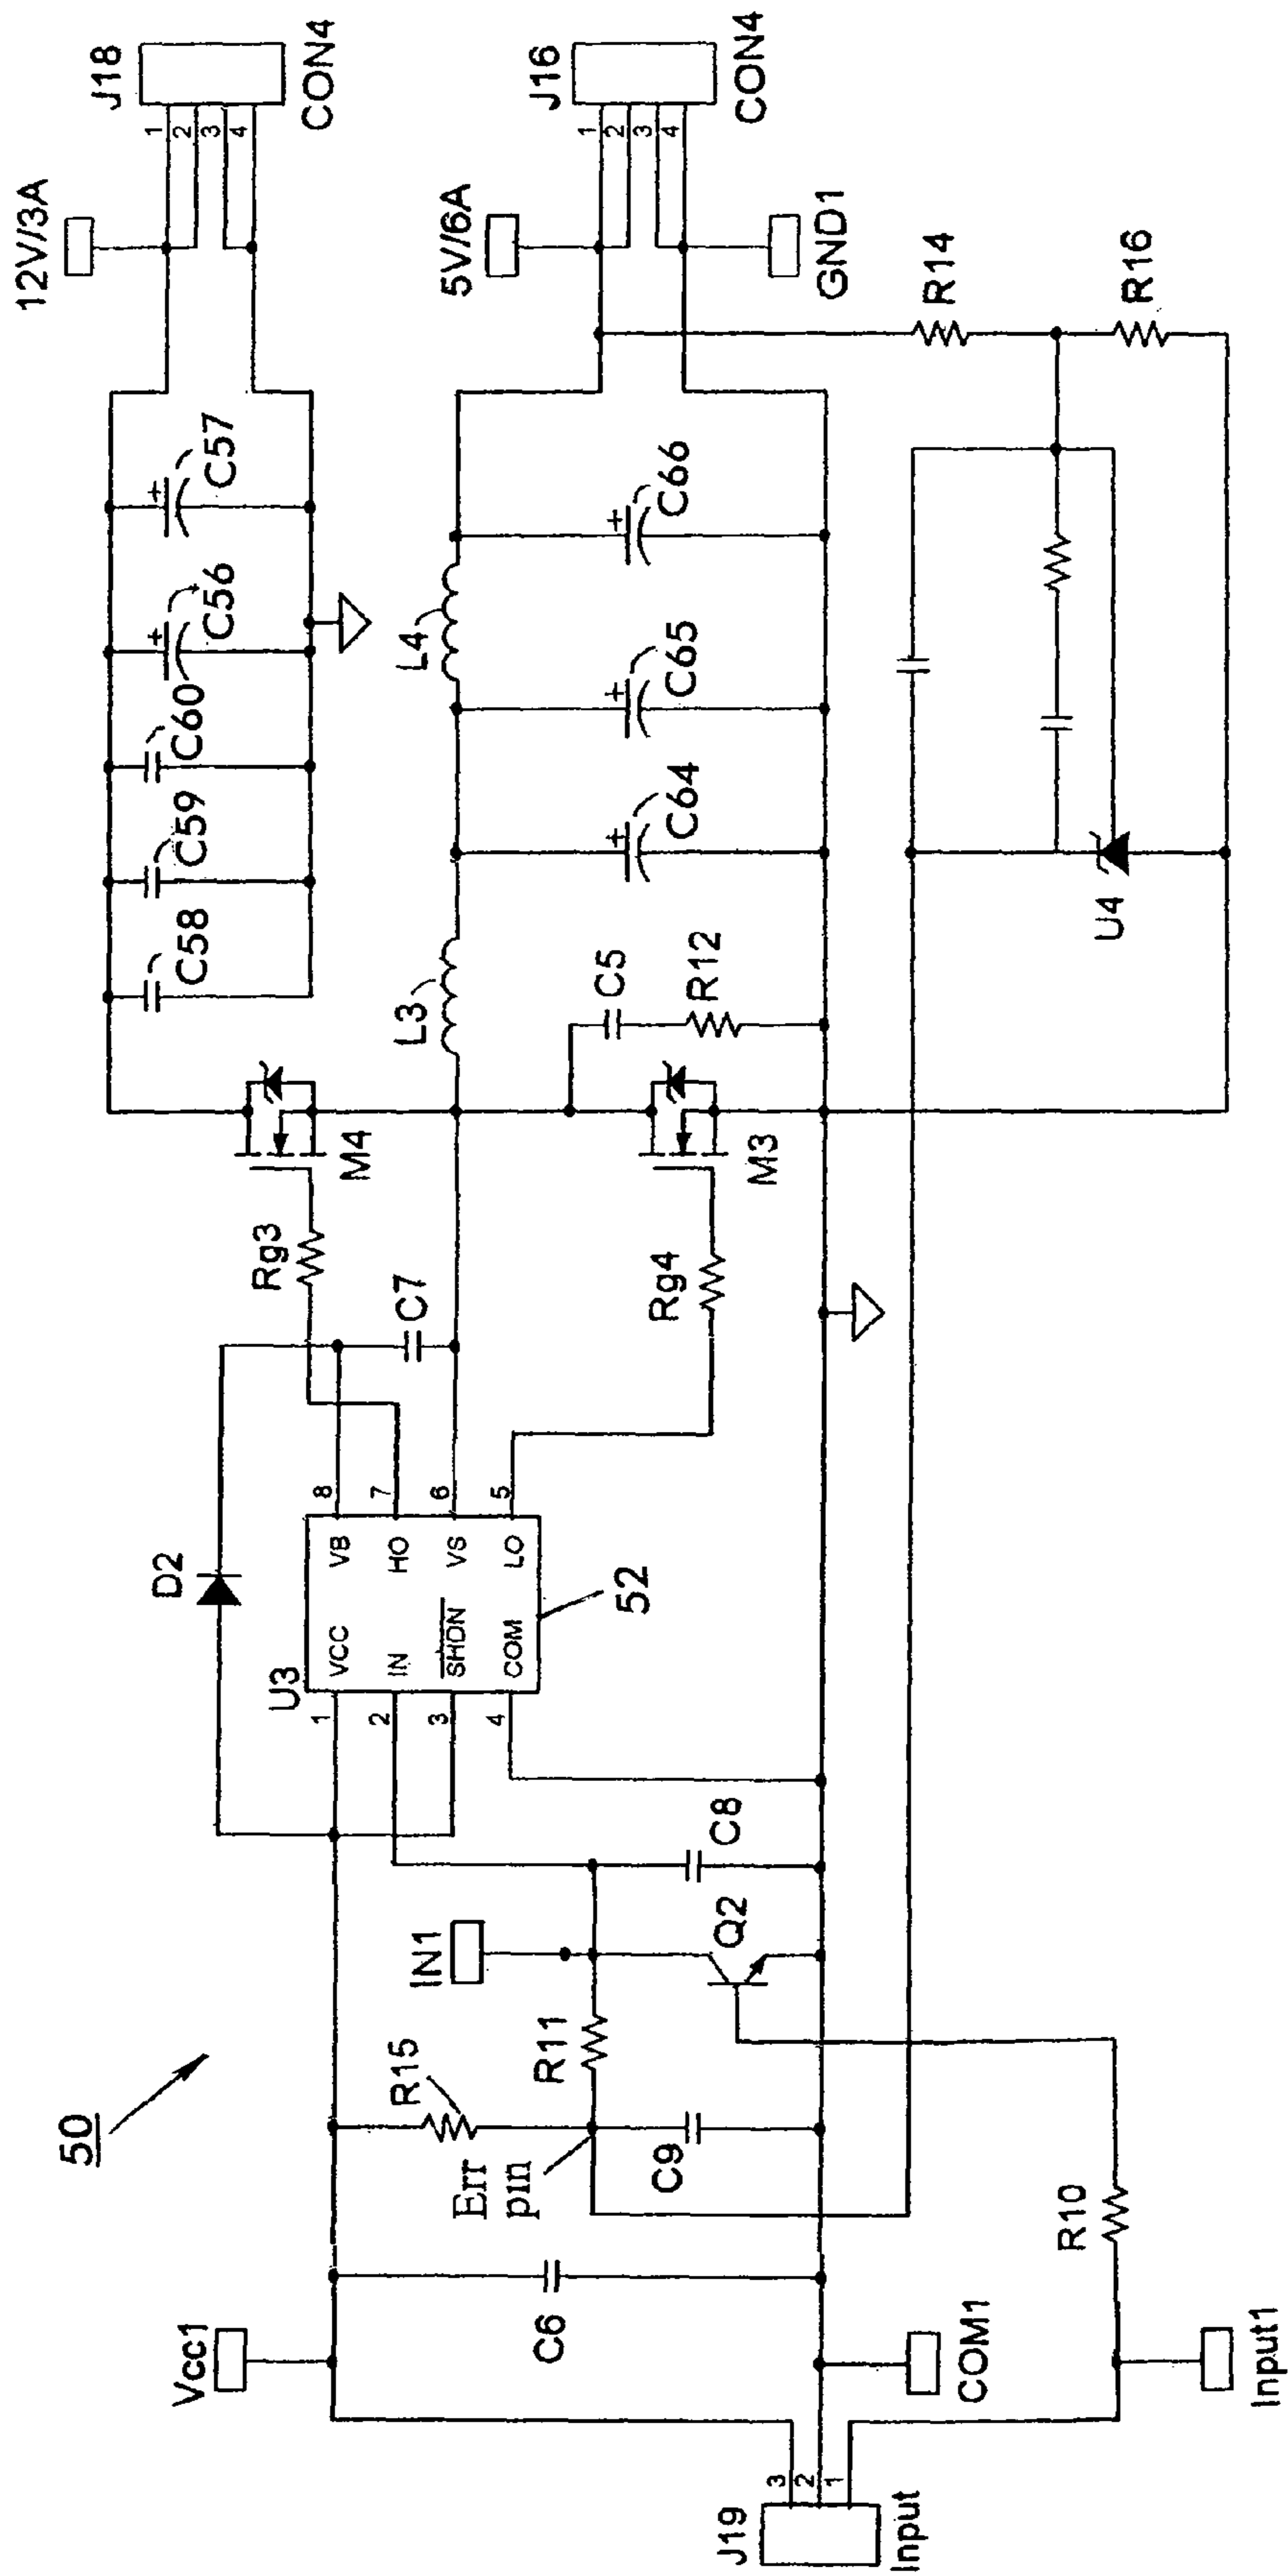 50
J19
Input
3
2
1
Vcc1
COM1
Input1
C6
R10
Err
pin
R15
C9
R11
IN1
Q2
C8
D2
U3
1
2
3
4
VCC
IN
SHDN
COM
VB
HO
VS
LO
8
7
6
5
52
C7
Rg3
Rg4
M4
M3
C5
R12
L3
L4
C58
C59
C60
C56
+
C57
+
C64
+
C65
+
C66
+
U4
R14
R16
12V/3A
J18
1
2
3
4
CON4
5V/6A
J16
1
2
3
4
CON4
GND1